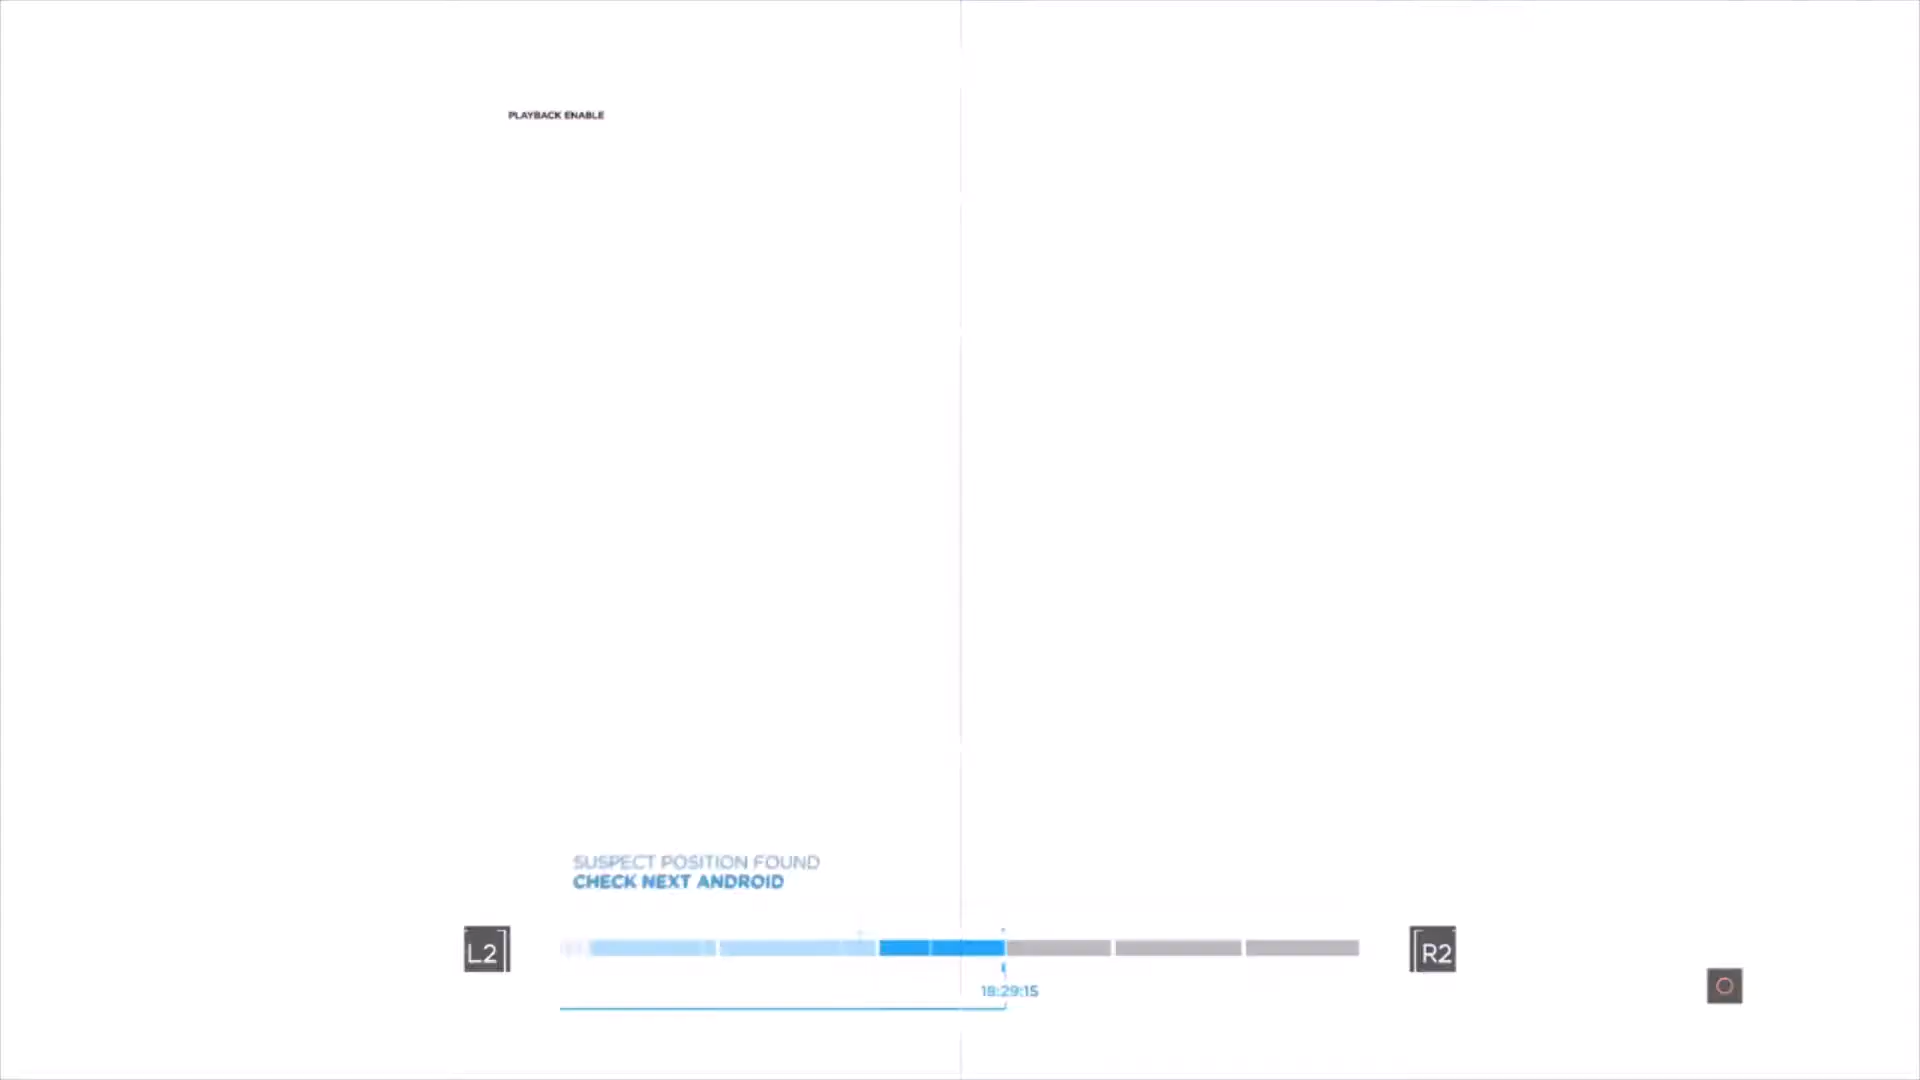 PLAYBACK ENABLE
SUSPECT POSITION FOUND
CHECK NEXT ANDROID
L2
R2
18:29:15